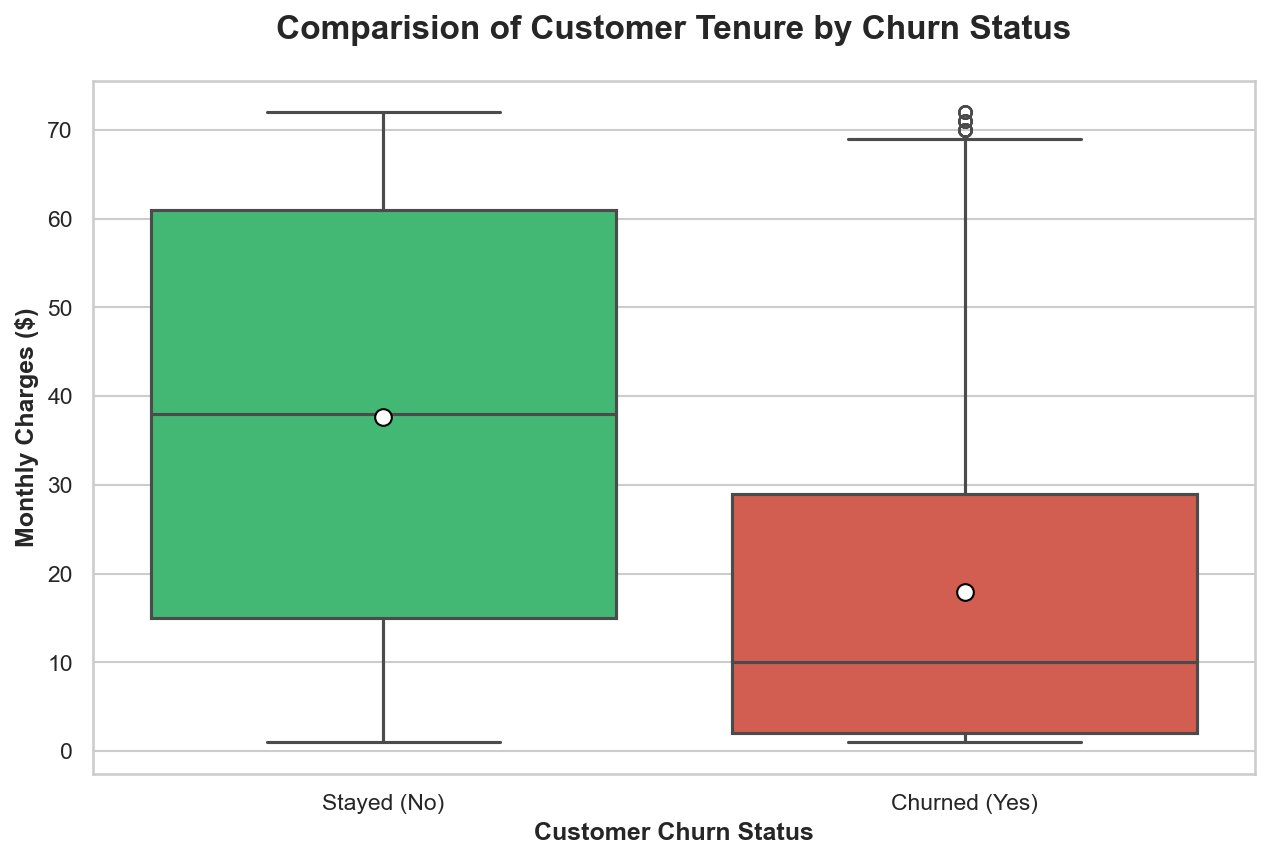 Comparision of Customer Tenure by Churn Status
Monthly Charges ($)
70
60
50
40
30
20
10
0
Stayed (No)
Churned (Yes)
Customer Churn Status